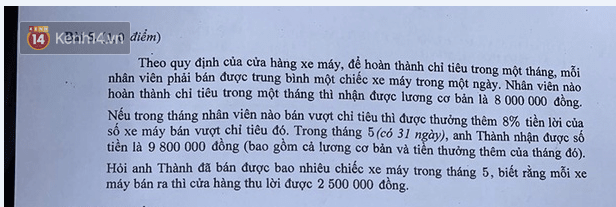 14 Kenh14.vn
điểm)
Theo quy định của cửa hàng xe máy, để hoàn thành chỉ tiêu trong một tháng, mỗi
nhân viên phải bán được trung bình một chiếc xe máy trong một ngày. Nhân viên nào
hoàn thành chỉ tiêu trong một tháng thì nhận được lương cơ bản là 8 000 000 đồng.
Nếu trong tháng nhân viên nào bán vượt chỉ tiêu thì được thưởng thêm 8% tiền lời của
số xe máy bán vượt chỉ tiêu đó. Trong tháng 5 (có 31 ngày), anh Thành nhận được số
tiền là 9 800 000 đồng (bao gồm cả lương cơ bản và tiền thưởng thêm của tháng đó).
Hỏi anh Thành đã bán được bao nhiêu chiếc xe máy trong tháng 5, biết rằng mỗi xe
máy bán ra thì cửa hàng thu lời được 2 500 000 đồng.